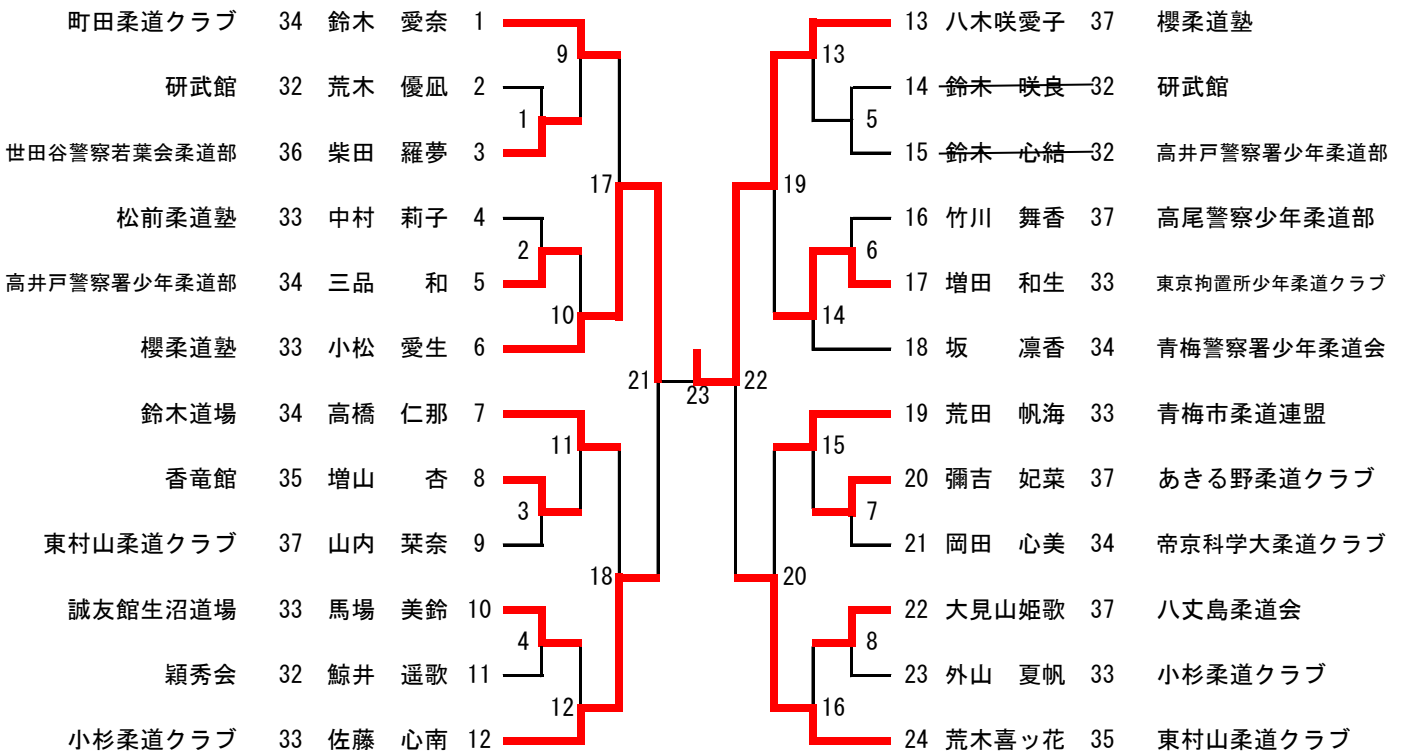 町田柔道クラブ 34 鈴木 愛奈 1
9
研武館 32 荒木 優凪 2
1
世田谷警察若葉会柔道部 36 柴田 羅夢 3
17
松前柔道塾 33 中村 莉子 4
2
高井戸警察署少年柔道部 34 三品 和 5
10
櫻柔道塾 33 小松 愛生 6
21
鈴木道場 34 高橋 仁那 7
11
香竜館 35 増山 杏 8
3
東村山柔道クラブ 37 山内 栞奈 9
18
誠友館生沼道場 33 馬場 美鈴 10
4
穎秀会 32 鯨井 遥歌 11
12
小杉柔道クラブ 33 佐藤 心南 12
23
13 八木咲愛子 37 櫻柔道塾
13
14 鈴木 咲良 32 研武館
5
15 鈴木 心結 32 高井戸警察署少年柔道部
19
16 竹川 舞香 37 高尾警察少年柔道部
6
17 増田 和生 33 東京拘置所少年柔道クラブ
14
18 坂 凛香 34 青梅警察署少年柔道会
22
19 荒田 帆海 33 青梅市柔道連盟
15
20 彌吉 妃菜 37 あきる野柔道クラブ
7
21 岡田 心美 34 帝京科学大柔道クラブ
20
22 大見山姫歌 37 八丈島柔道会
8
23 外山 夏帆 33 小杉柔道クラブ
16
24 荒木喜ッ花 35 東村山柔道クラブ